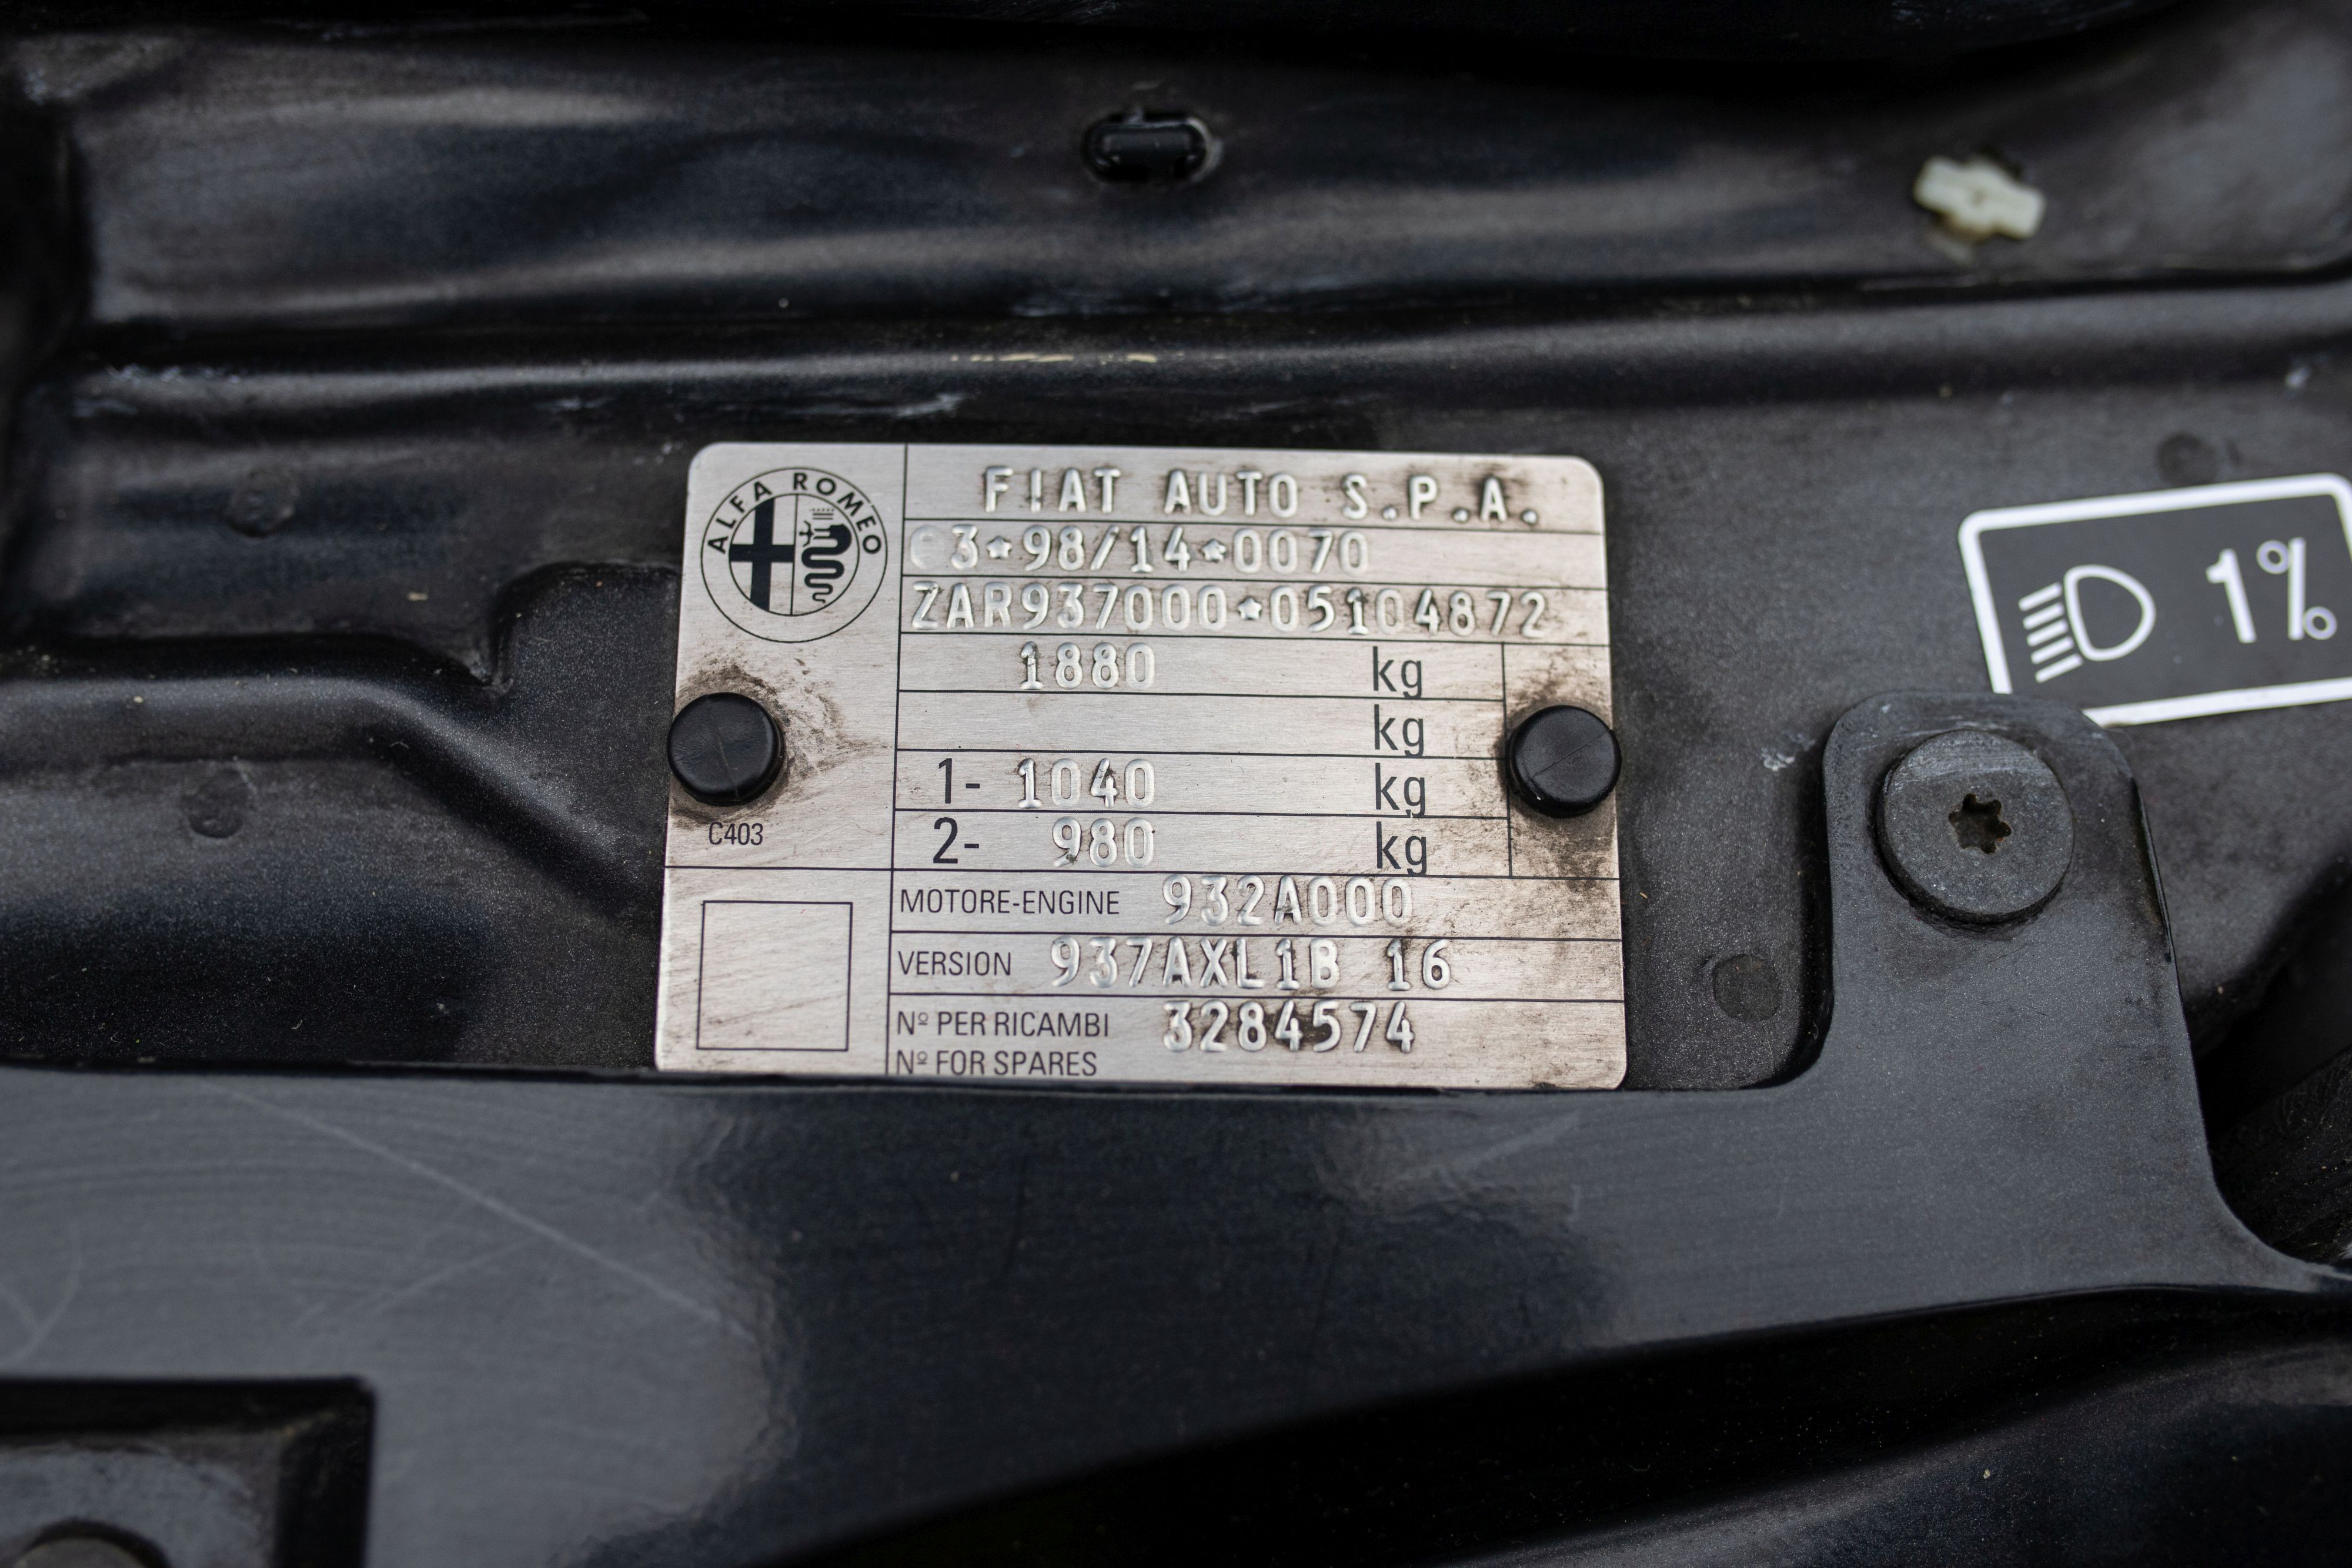 ALFA ROMEO
FIAT AUTO S.P.A.
e3*98/14*0070
ZAR937000*05104872
1880 kg
kg
1- 1040 kg
2- 980 kg
C403
MOTORE-ENGINE 932A000
VERSION 937AXL1B 16
Nº PER RICAMBI 3284574
Nº FOR SPARES
1%